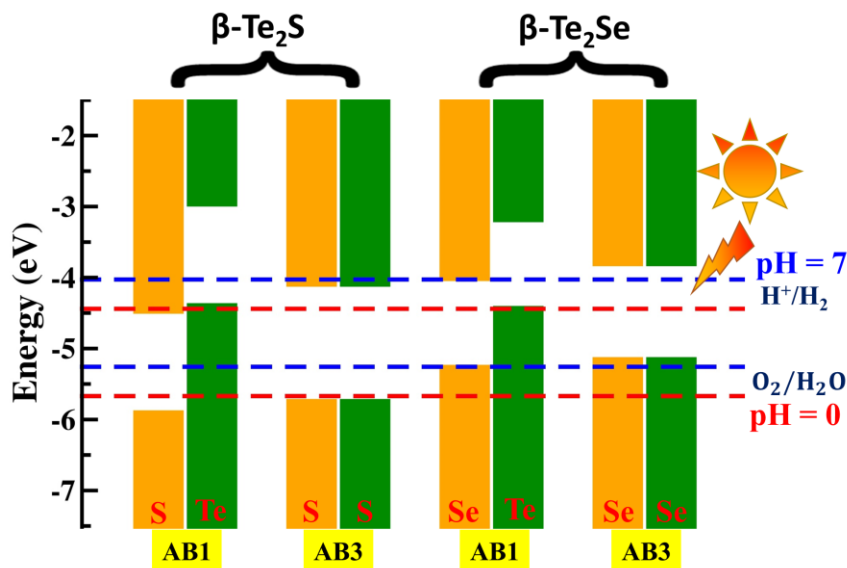 β-Te₂S
β-Te₂Se
Energy (eV)
-2
-3
-4
-5
-6
-7
pH = 7
H⁺/H₂
O₂/H₂O
pH = 0
S Te S S Se Te Se Se
AB1 AB3 AB1 AB3